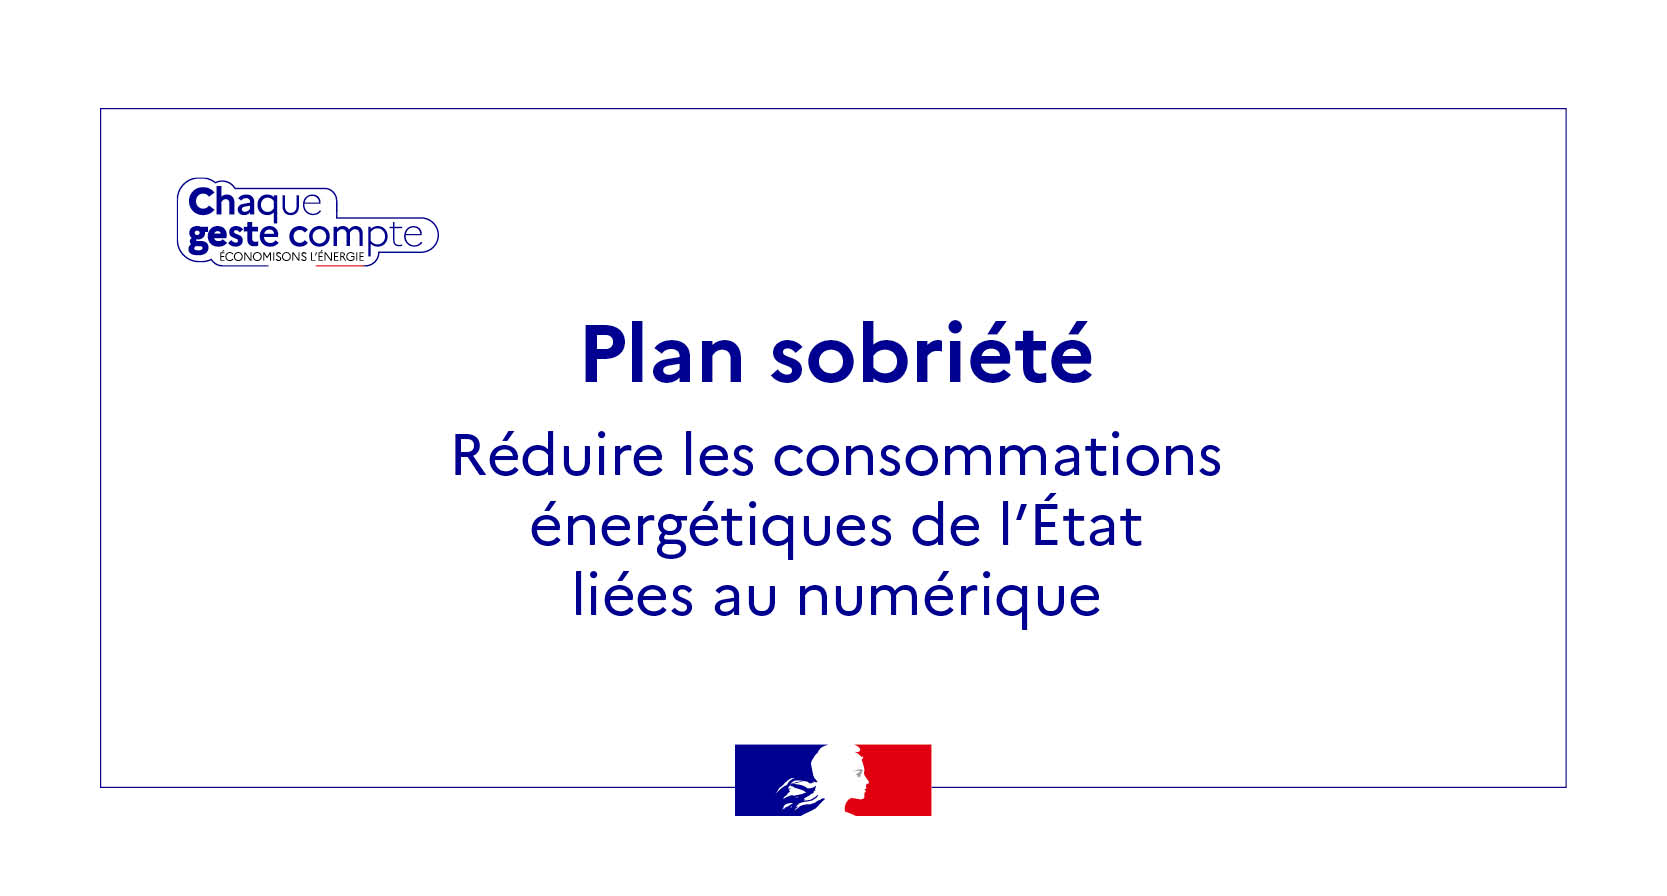 Chaque
geste compte
ÉCONOMISONS L'ÉNERGIE
Plan sobriété
Réduire les consommations
énergétiques de l’État
liées au numérique